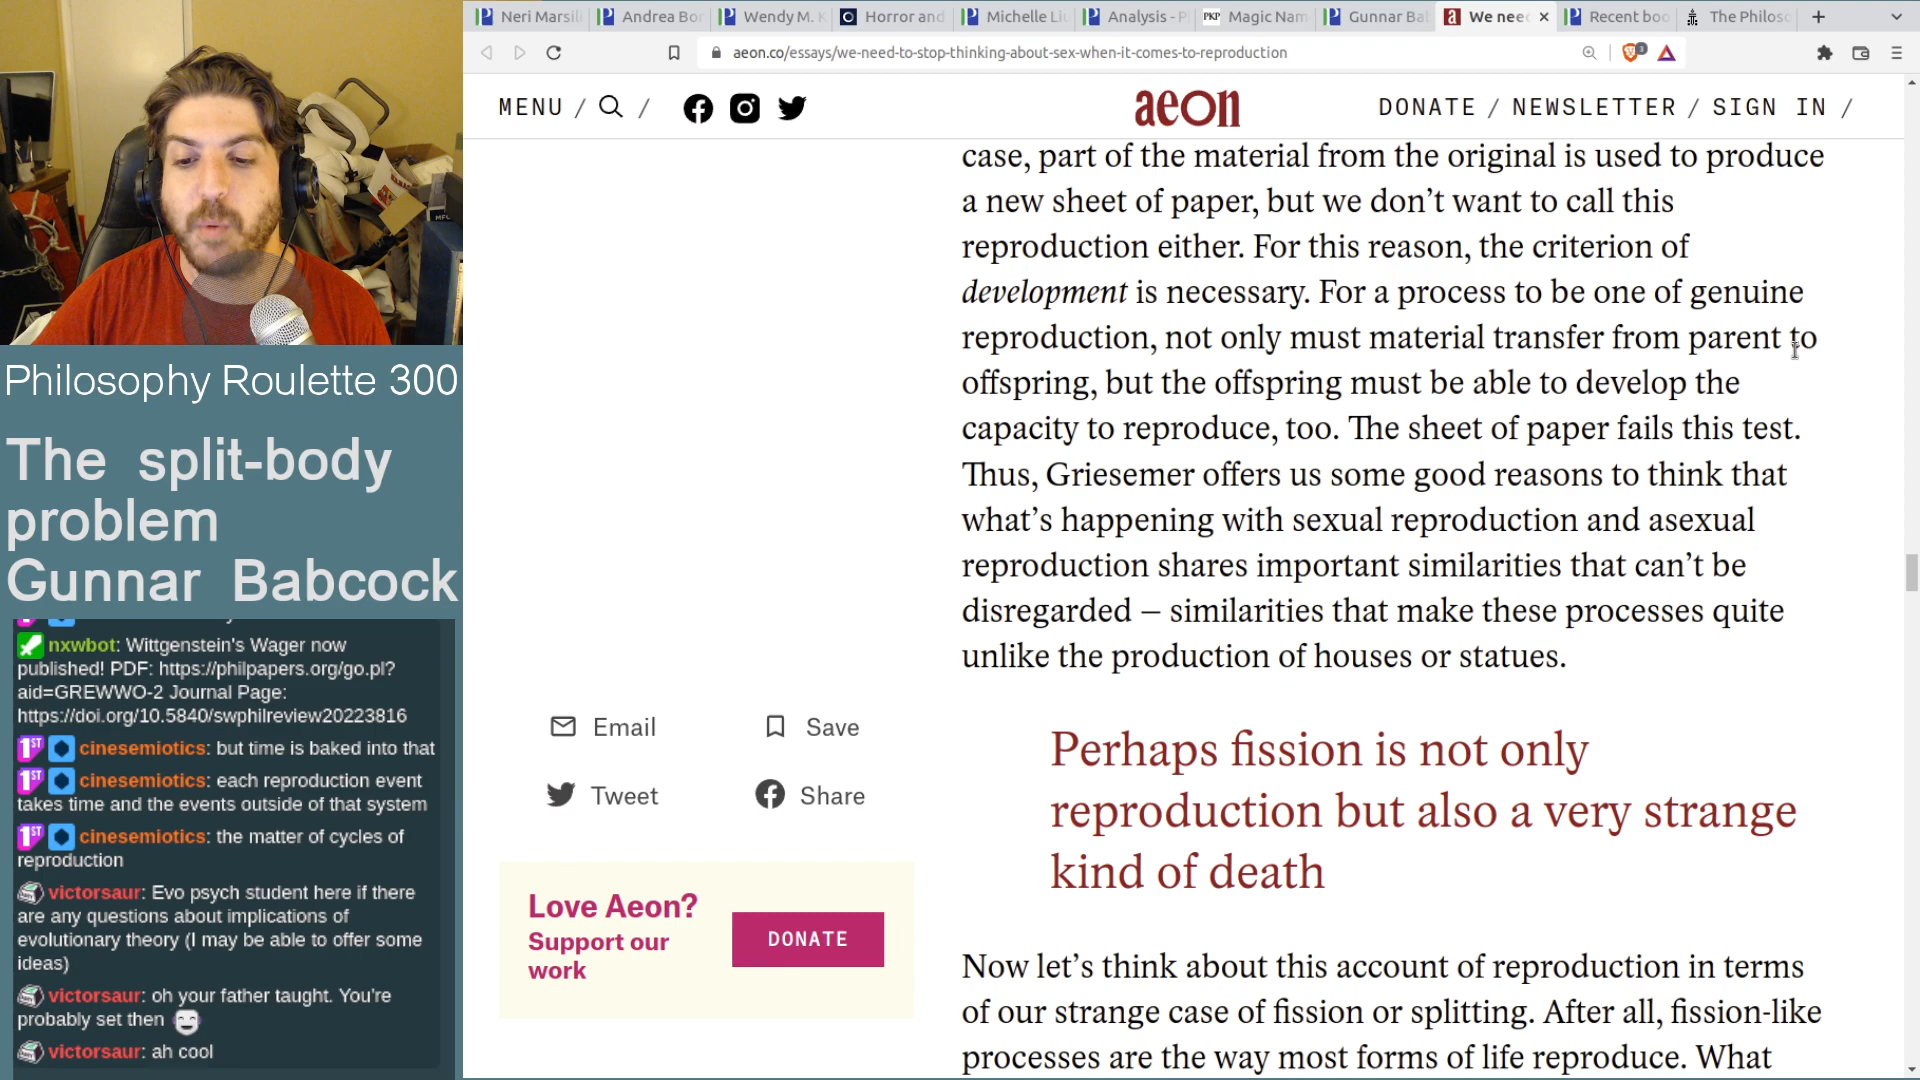 Neri Marsil
Andrea Bo
Wendy M. K
Horror and
Michelle Liu
Analysis - P
PKP Magic Nam
Gunnar Ba
We nee
Recent boo
The Philoso
aeon.co/essays/we-need-to-stop-thinking-about-sex-when-it-comes-to-reproduction
3
MENU / /
aeon
DONATE / NEWSLETTER / SIGN IN /
case, part of the material from the original is used to produce
a new sheet of paper, but we don’t want to call this
reproduction either. For this reason, the criterion of
development is necessary. For a process to be one of genuine
reproduction, not only must material transfer from parent to
offspring, but the offspring must be able to develop the
capacity to reproduce, too. The sheet of paper fails this test.
Thus, Griesemer offers us some good reasons to think that
what’s happening with sexual reproduction and asexual
reproduction shares important similarities that can’t be
disregarded – similarities that make these processes quite
unlike the production of houses or statues.
Perhaps fission is not only
reproduction but also a very strange
kind of death
Now let’s think about this account of reproduction in terms
of our strange case of fission or splitting. After all, fission-like
processes are the way most forms of life reproduce. What
Email
Save
Tweet
Share
Love Aeon?
Support our
work
DONATE
Philosophy Roulette 300
The split-body
problem
Gunnar Babcock
nxwbot: Wittgenstein's Wager now
published! PDF: https://philpapers.org/go.pl?
aid=GREWWO-2 Journal Page:
https://doi.org/10.5840/swphilreview20223816
1ST cinesemiotics: but time is baked into that
1ST cinesemiotics: each reproduction event
takes time and the events outside of that system
1ST cinesemiotics: the matter of cycles of
reproduction
victorsaur: Evo psych student here if there
are any questions about implications of
evolutionary theory (I may be able to offer some
ideas)
victorsaur: oh your father taught. You're
probably set then
victorsaur: ah cool